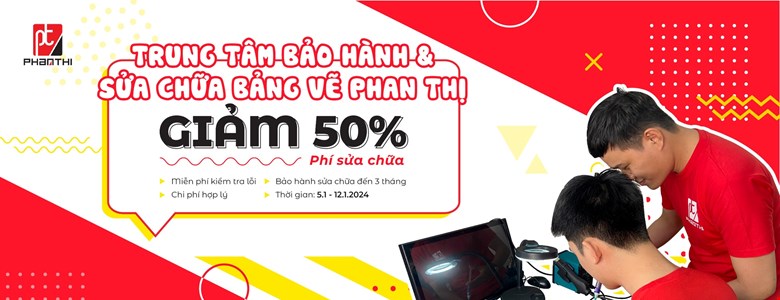 pt
PHANTHI
TRUNG TÂM BẢO HÀNH &
SỬA CHỮA BẢNG VẼ PHAN THỊ
GIẢM 50%
Phí sửa chữa
Miễn phí kiểm tra lỗi
Bảo hành sửa chữa đến 3 tháng
Chi phí hợp lý
Thời gian: 5.1 - 12.1.2024
PHANTHI